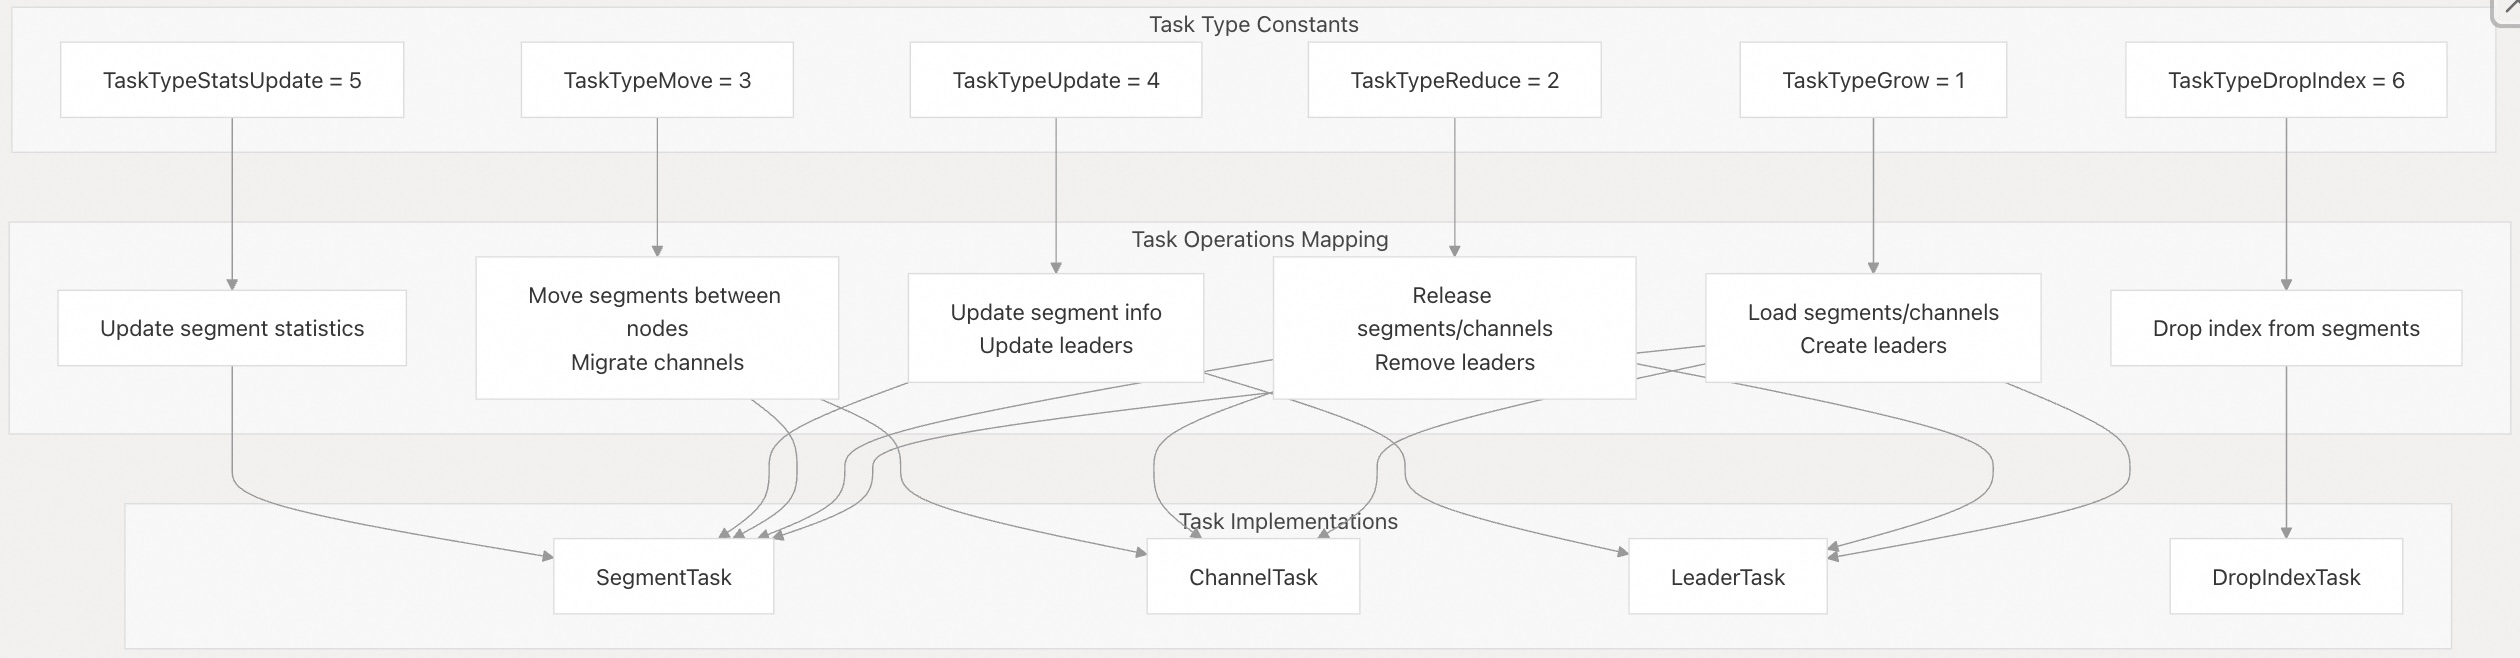 Task Type Constants
TaskTypeStatsUpdate = 5
TaskTypeMove = 3
TaskTypeUpdate = 4
TaskTypeReduce = 2
TaskTypeGrow = 1
TaskTypeDropIndex = 6
Task Operations Mapping
Update segment statistics
Move segments between
nodes
Migrate channels
Update segment info
Update leaders
Release
segments/channels
Remove leaders
Load segments/channels
Create leaders
Drop index from segments
Task Implementations
SegmentTask
ChannelTask
LeaderTask
DropIndexTask